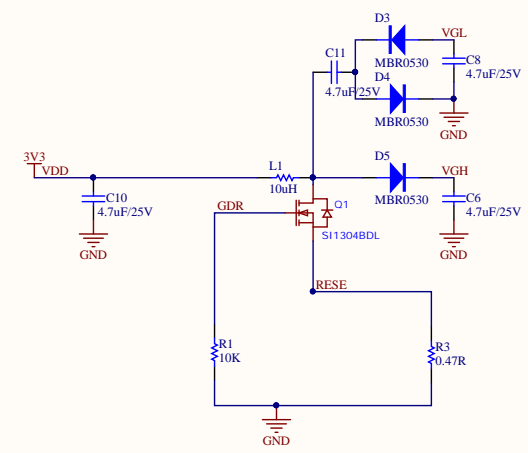 D3
VGL
C11
MBR0530
C8
4.7uF/25V
D4
4.7uF/25V
MBR0530
GND
3V3
VDD
L1
10uH
D5
VGH
MBR0530
C10
4.7uF/25V
GDR
Q1
C6
4.7uF/25V
SI1304BDL
GND
GND
RESE
R1
10K
R3
0.47R
GND